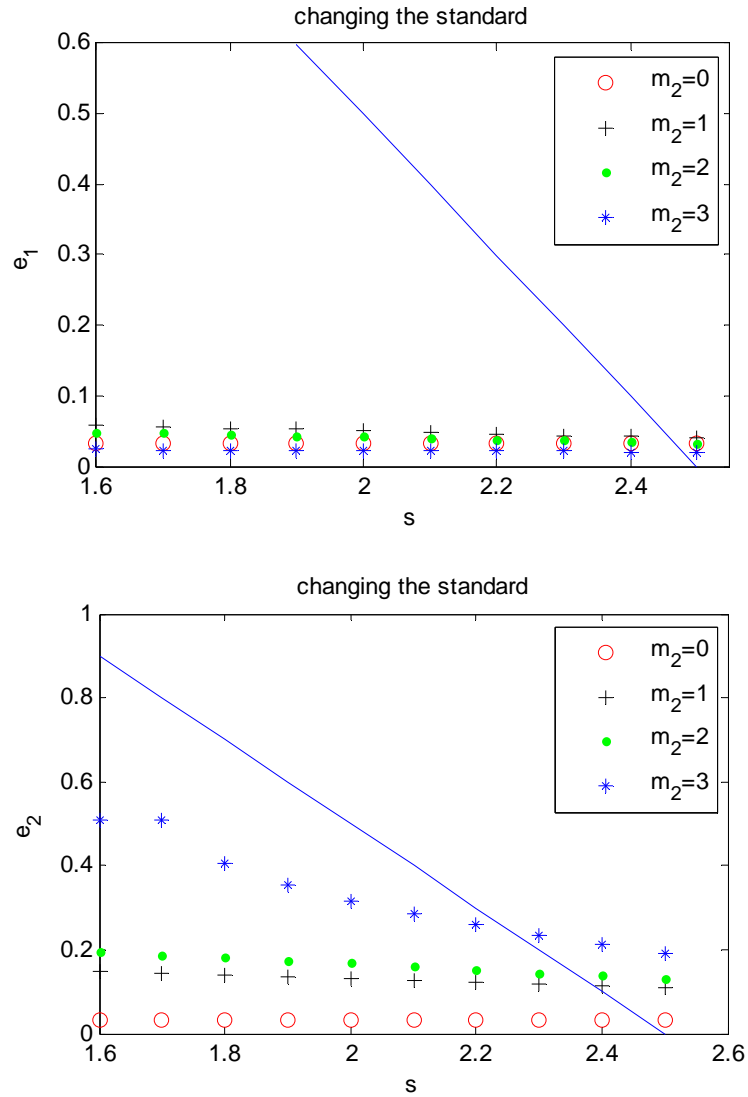 changing the standard
0.6
0.5
0.4
0.3
0.2
0.1
0
e1
m2=0
m2=1
m2=2
m2=3
1.6 1.8 2 2.2 2.4
s
changing the standard
1
0.8
0.6
0.4
0.2
0
e2
m2=0
m2=1
m2=2
m2=3
1.6 1.8 2 2.2 2.4 2.6
s